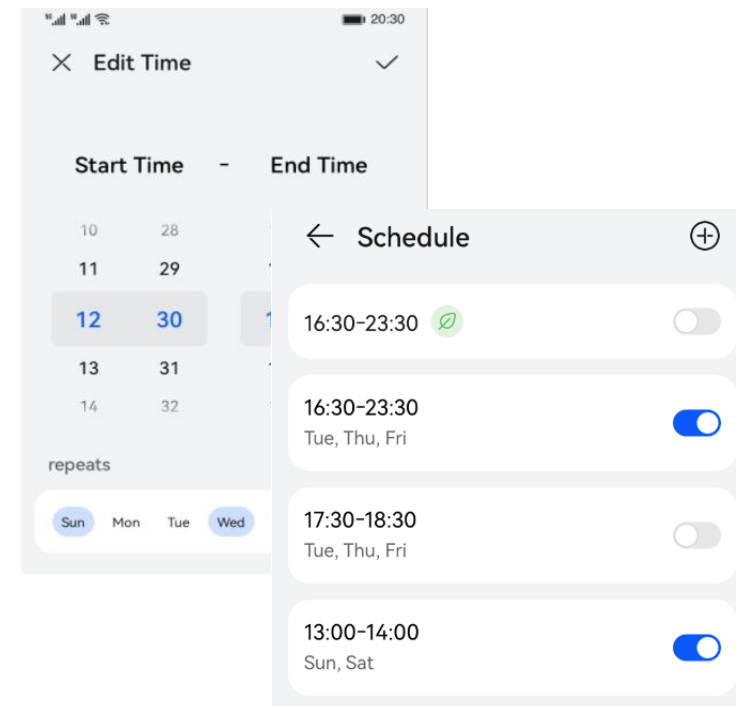 20:30
Edit Time
Start Time - End Time
10 28
11 29
12 30
13 31
14 32
repeats
Sun Mon Tue Wed
Schedule
16:30-23:30
16:30-23:30
Tue, Thu, Fri
17:30-18:30
Tue, Thu, Fri
13:00-14:00
Sun, Sat